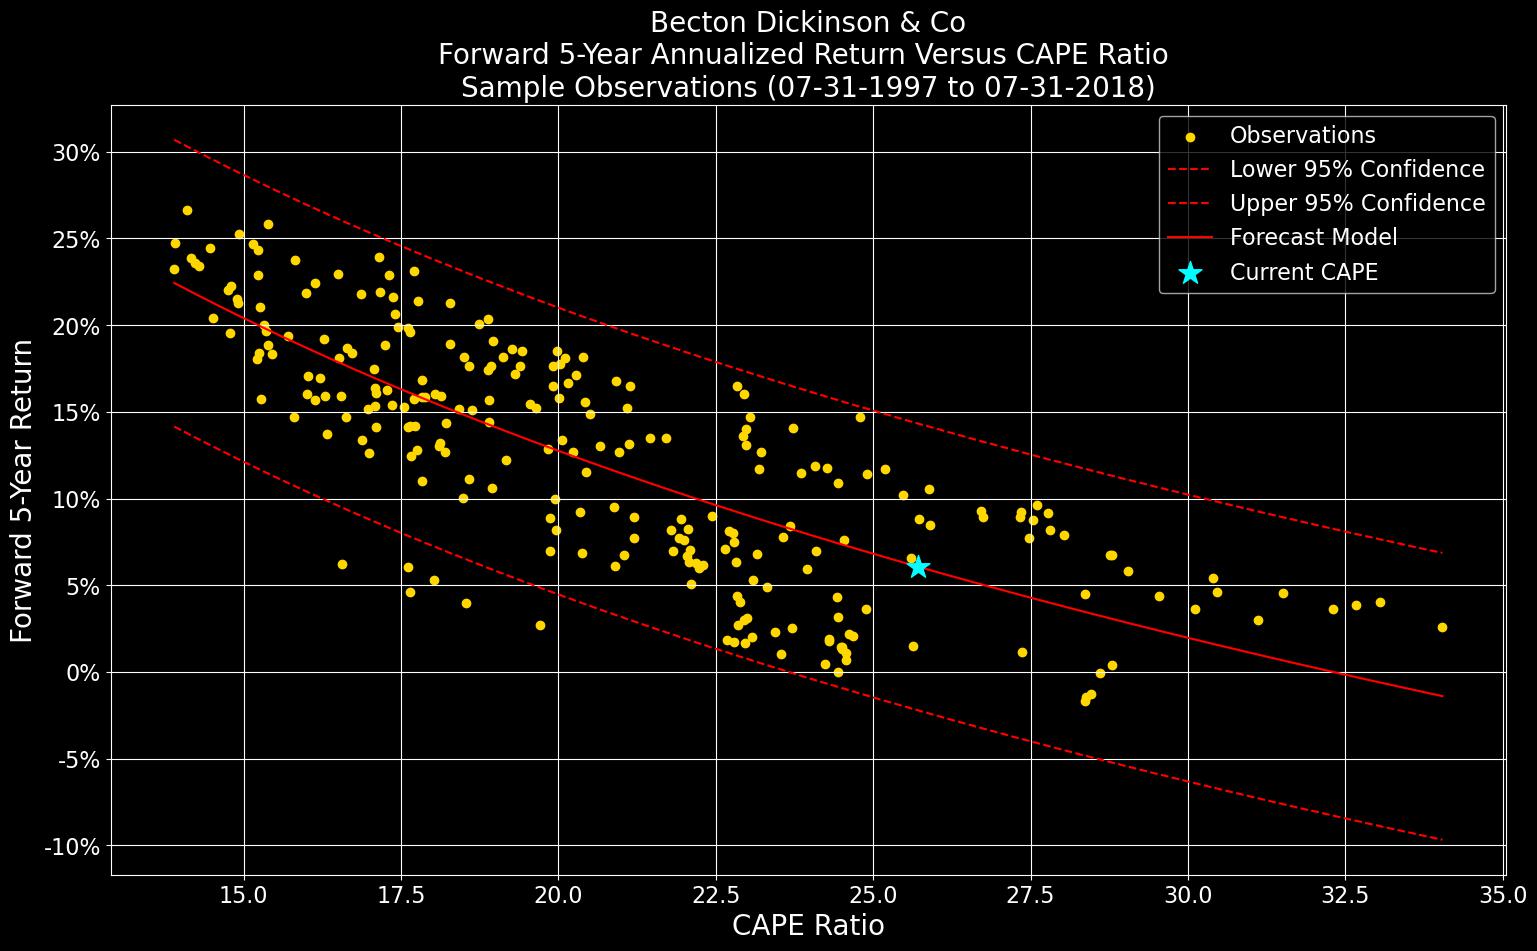 Becton Dickinson & Co
Forward 5-Year Annualized Return Versus CAPE Ratio
Sample Observations (07-31-1997 to 07-31-2018)
Observations
Lower 95% Confidence
Upper 95% Confidence
Forecast Model
Current CAPE
Forward 5-Year Return
30%
25%
20%
15%
10%
5%
0%
-5%
-10%
15.0 17.5 20.0 22.5 25.0 27.5 30.0 32.5 35.0
CAPE Ratio